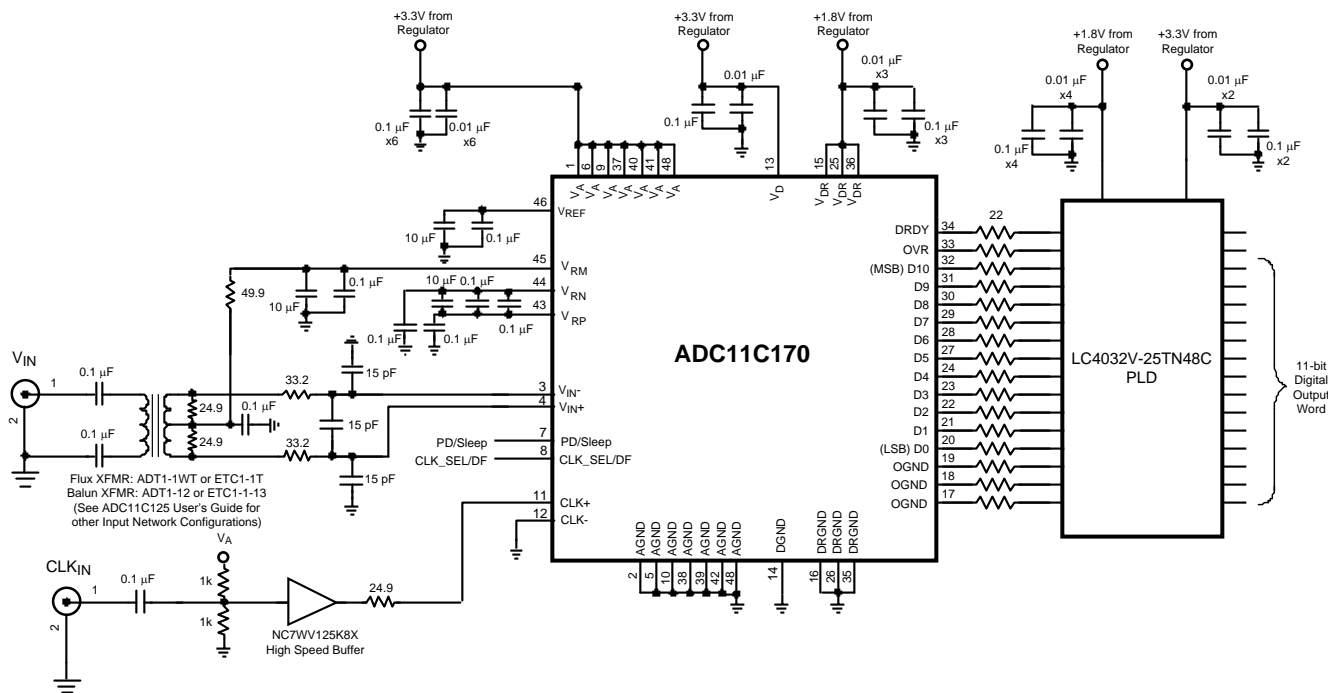 +3.3V from
Regulator
+3.3V from
Regulator
+1.8V from
Regulator
+1.8V from
Regulator
+3.3V from
Regulator
0.1 µF
x6
0.01 µF
x6
0.01 µF
0.1 µF
0.01 µF
x3
0.1 µF
x3
0.01 µF
x4
0.1 µF
x4
0.01 µF
x2
0.1 µF
x2
1
6
9
37
40
41
48
13
15
25
36
VA
VA
VA
VA
VA
VA
VA
VD
VDR
VDR
VDR
46
VREF
10 µF
0.1 µF
45
VRM
49.9
10 µF
0.1 µF
44
VRN
43
VRP
10 µF
0.1 µF
0.1 µF
0.1 µF
0.1 µF
ADC11C170
22
DRDY 34
OVR 33
(MSB) D10 32
D9 31
D8 30
D7 29
D6 28
D5 27
D4 24
D3 23
D2 22
D1 21
(LSB) D0 20
OGND 19
OGND 18
OGND 17
LC4032V-25TN48C
PLD
11-bit
Digital
Output
Word
VIN
1
2
0.1 µF
0.1 µF
24.9
24.9
0.1 µF
33.2
33.2
15 pF
15 pF
15 pF
3
VIN-
4
VIN+
PD/Sleep 7 PD/Sleep
CLK_SEL/DF 8 CLK_SEL/DF
11 CLK+
12 CLK-
Flux XFMR: ADT1-1WT or ETC1-1T
Balun XFMR: ADT1-12 or ETC1-1-13
(See ADC11C125 User's Guide for
other Input Network Configurations)
VA
CLKIN
1
2
0.1 µF
1k
1k
24.9
NC7WV125K8X
High Speed Buffer
AGND
AGND
AGND
AGND
AGND
AGND
AGND
DGND
DRGND
DRGND
DRGND
2
5
10
38
39
42
48
14
16
26
35